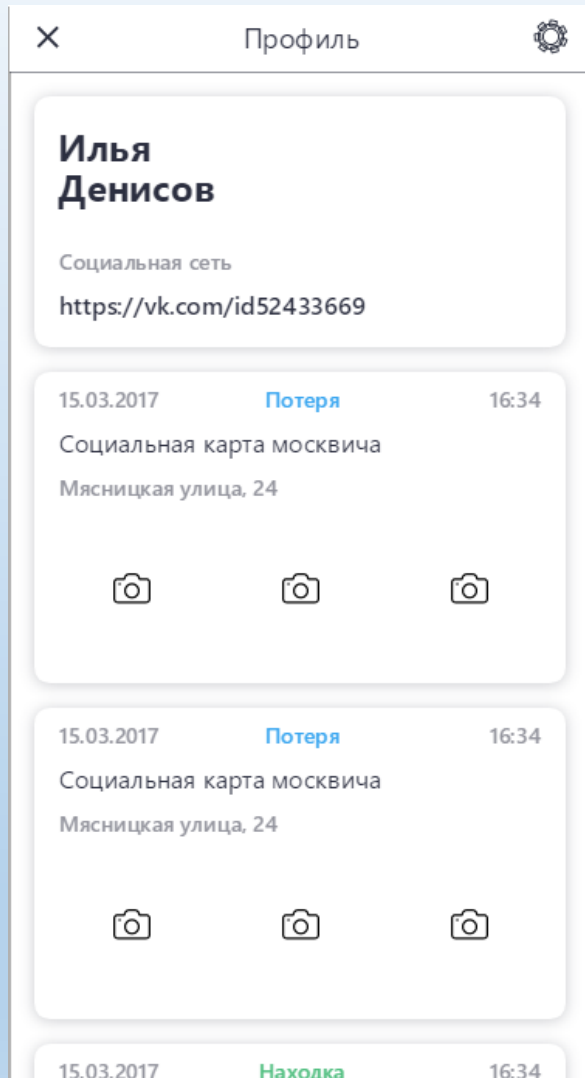 Профиль
Илья
Денисов
Социальная сеть
https://vk.com/id52433669
15.03.2017 Потеря 16:34
Социальная карта москвича
Мясницкая улица, 24
15.03.2017 Потеря 16:34
Социальная карта москвича
Мясницкая улица, 24
15.03.2017 Находка 16:34